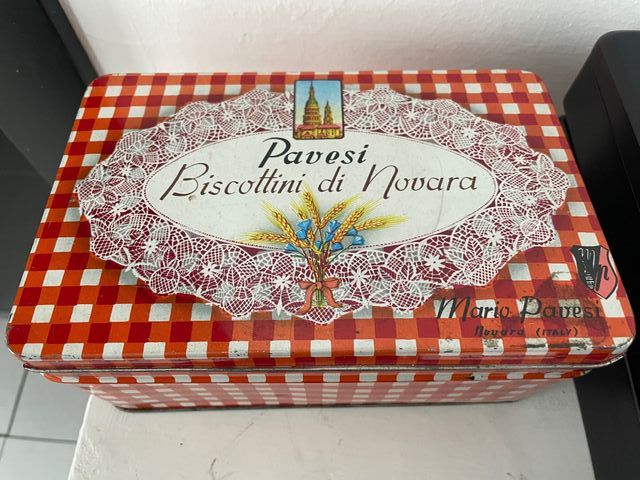 Pavesi
Biscottini di Novara
Mario Pavesi
Novara (ITALY)